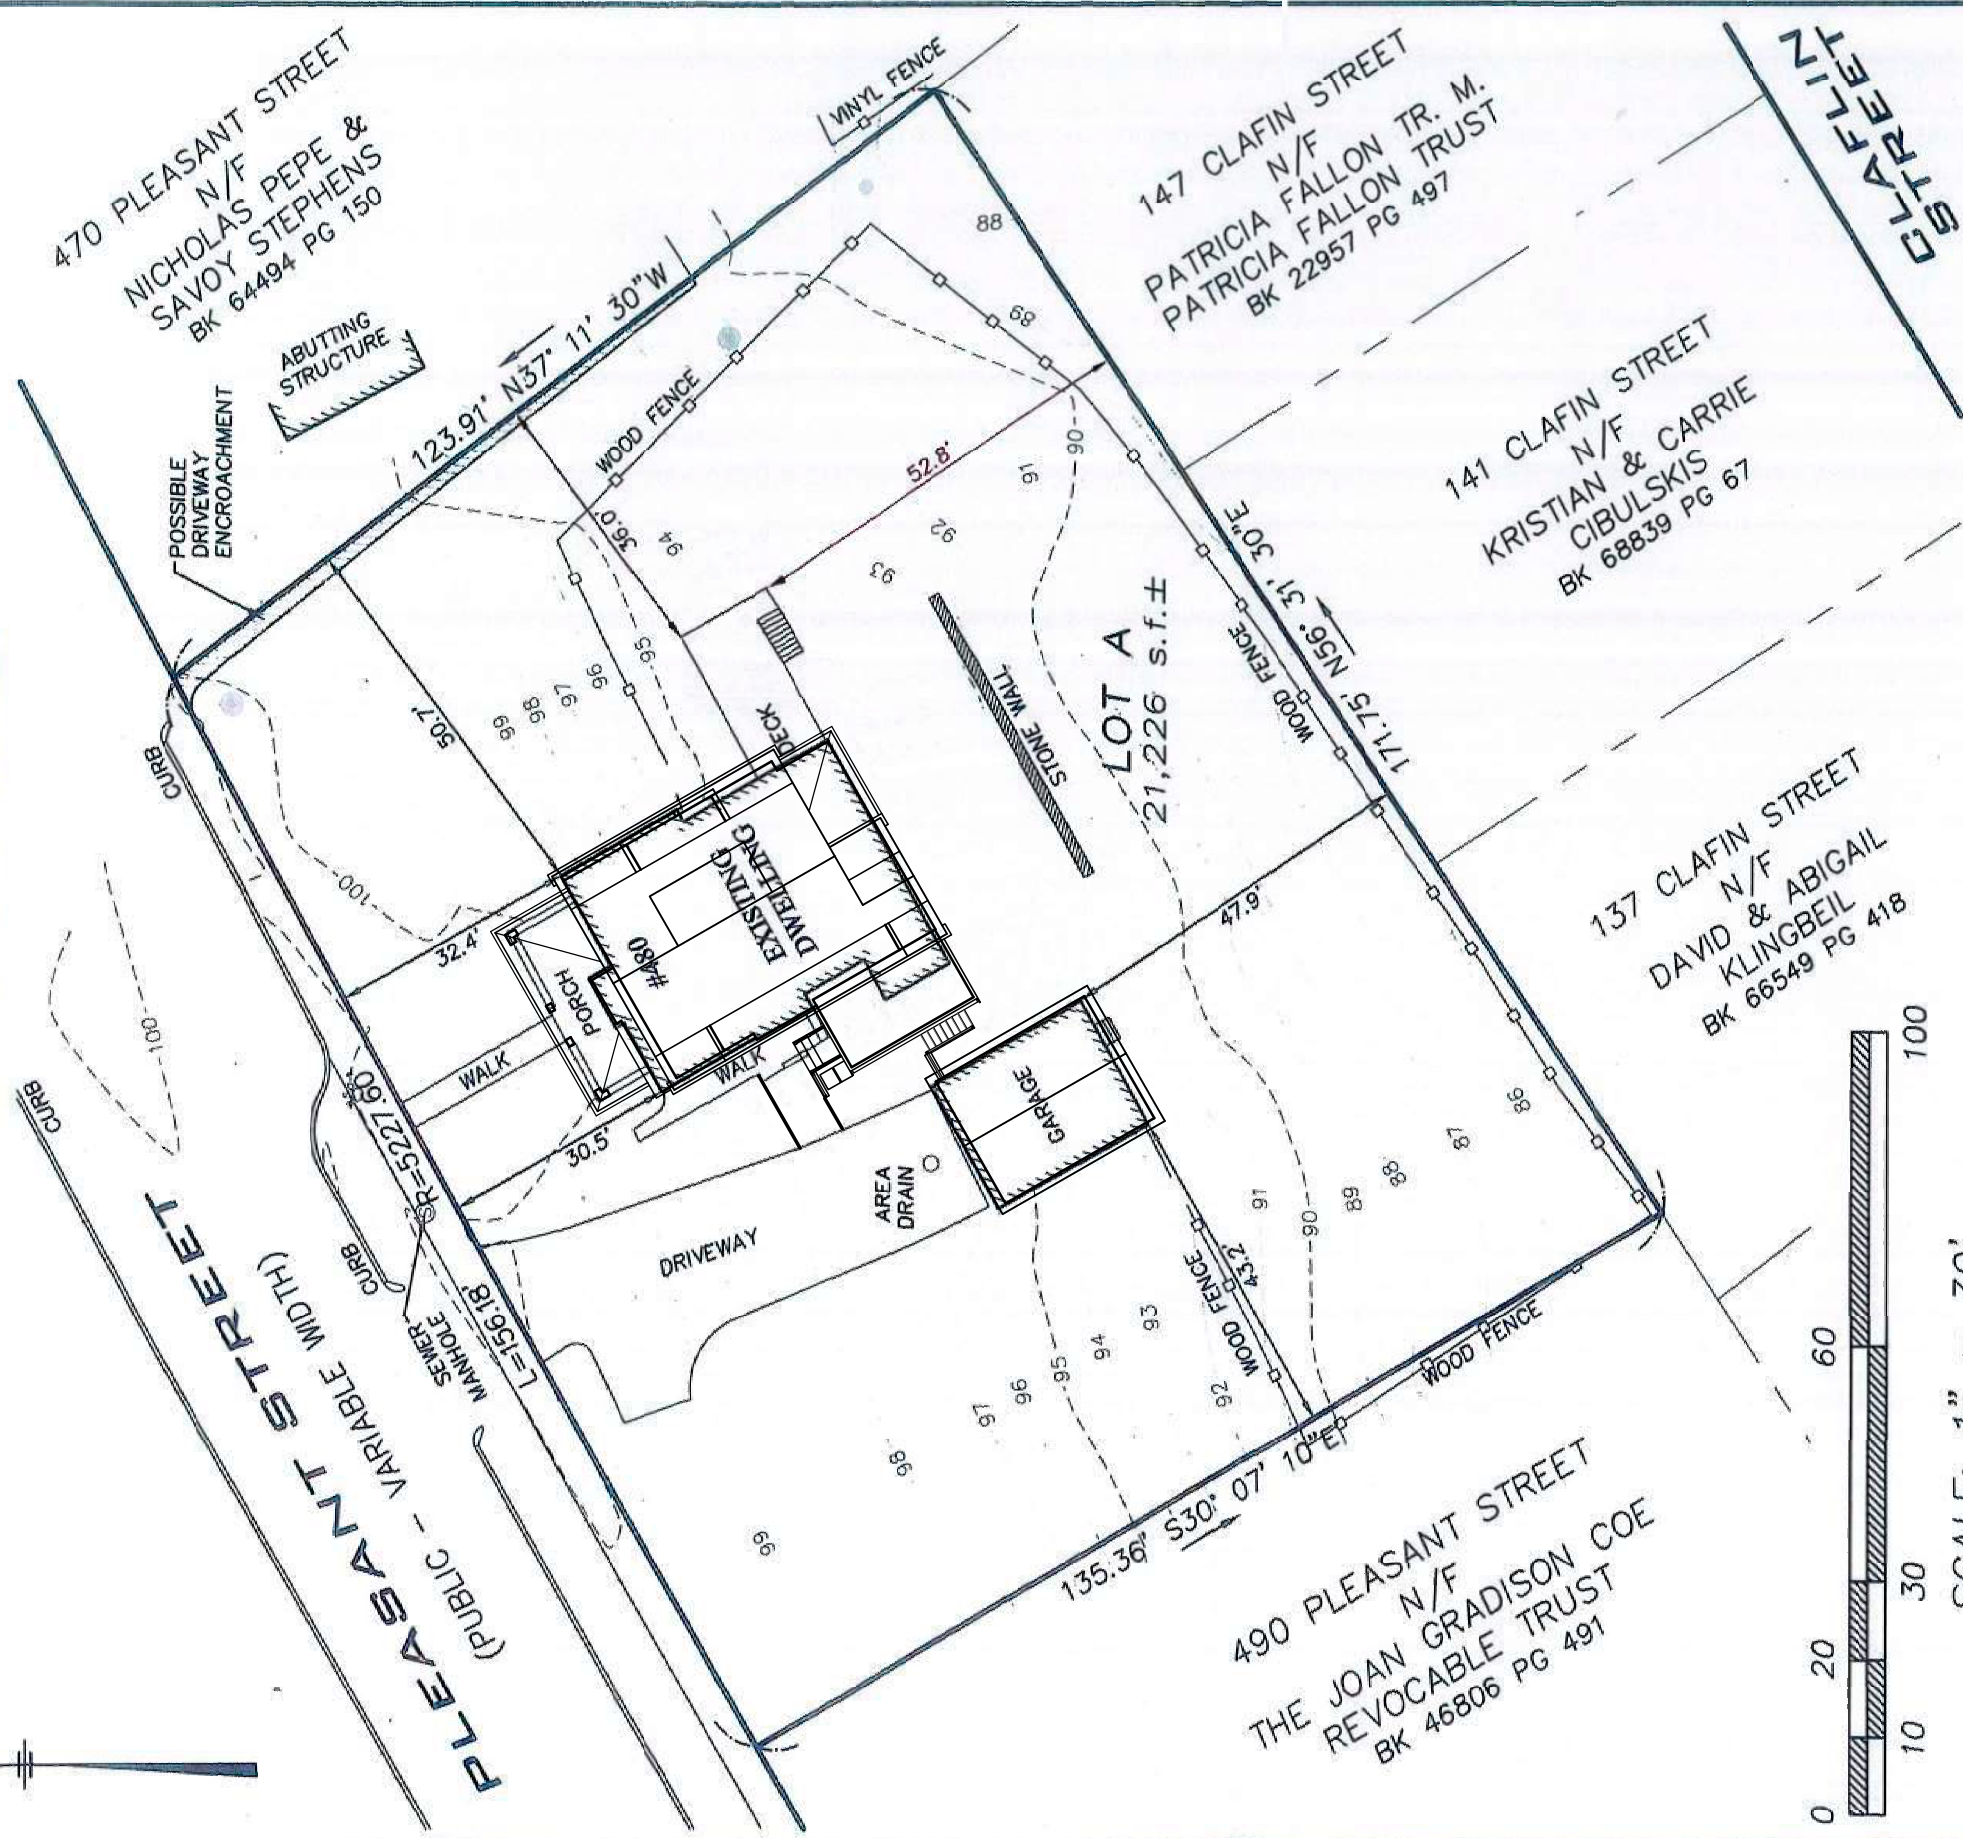 470 PLEASANT STREET
N/F
NICHOLAS PEPE &
SAVOY STEPHENS
BK 64494 PG 150
ABUTTING
STRUCTURE
POSSIBLE
DRIVEWAY
ENCROACHMENT
VINYL FENCE
147 CLAFIN STREET
N/F
PATRICIA FALLON TR. M.
PATRICIA FALLON TRUST
BK 22957 PG 497
CLAFLIN
STREET
141 CLAFIN STREET
N/F
KRISTIAN & CARRIE
CIBULSKIS
BK 68839 PG 67
137 CLAFIN STREET
N/F
DAVID & ABIGAIL
KLINGBEIL
BK 66549 PG 418
123.91' N37° 11' 30"W
WOOD FENCE
88
89
90
91
92
93
94
95
96
97
98
99
100
36.0'
52.8'
50.7'
32.4'
30.5'
47.9'
43.2'
CURB
DECK
STONE WALL
LOT A
21,226 s.f.±
WOOD FENCE
171.75' N56° 31' 30"E
EXISTING
DWELLING
#480
PORCH
WALK
WALK
GARAGE
AREA
DRAIN
DRIVEWAY
100
CURB
CURB
S
R=5227.60'
L=156.18'
SEWER
MANHOLE
PLEASANT STREET
(PUBLIC - VARIABLE WIDTH)
86
87
88
89
90
91
92
93
94
95
96
97
98
99
WOOD FENCE
WOOD FENCE
135.36' S30° 07' 10"E
490 PLEASANT STREET
N/F
THE JOAN GRADISON COE
REVOCABLE TRUST
BK 46806 PG 491
0 10 20 30 60 100